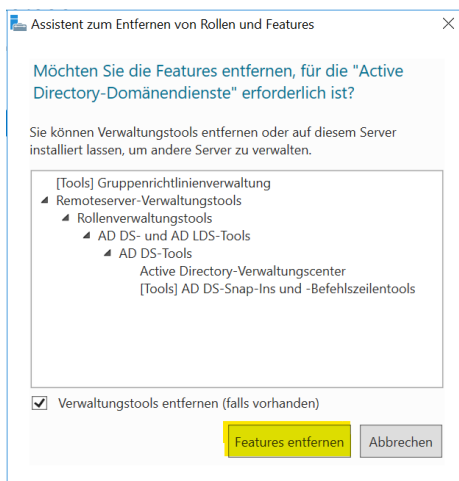 Assistent zum Entfernen von Rollen und Features
Möchten Sie die Features entfernen, für die "Active
Directory-Domänendienste" erforderlich ist?
Sie können Verwaltungstools entfernen oder auf diesem Server
installiert lassen, um andere Server zu verwalten.
[Tools] Gruppenrichtlinienverwaltung
Remoteserver-Verwaltungstools
Rollenverwaltungstools
AD DS- und AD LDS-Tools
AD DS-Tools
Active Directory-Verwaltungscenter
[Tools] AD DS-Snap-Ins und -Befehlszeilentools
Verwaltungstools entfernen (falls vorhanden)
Features entfernen Abbrechen